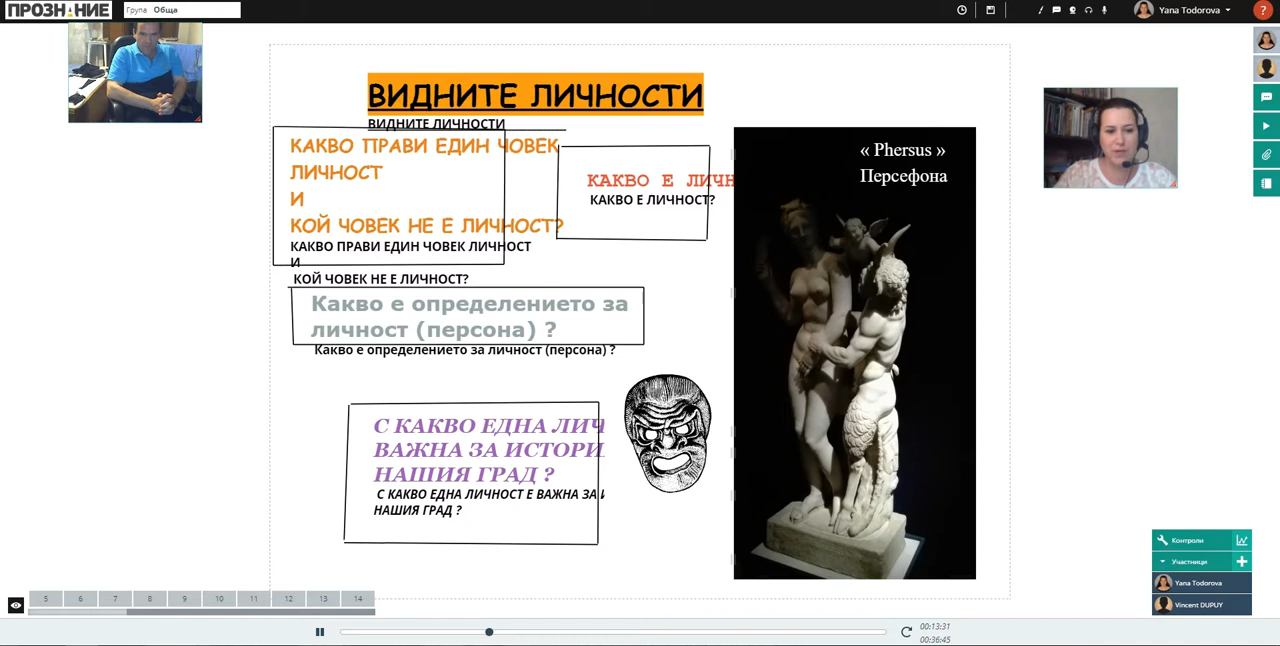 ПРОЗНАНИЕ
Група Обща
Yana Todorova
?
ВИДНИТЕ ЛИЧНОСТИ
ВИДНИТЕ ЛИЧНОСТИ
КАКВО ПРАВИ ЕДИН ЧОВЕК
ЛИЧНОСТ
И
КОЙ ЧОВЕК НЕ Е ЛИЧНОСТ?
КАКВО ПРАВИ ЕДИН ЧОВЕК ЛИЧНОСТ
И
КОЙ ЧОВЕК НЕ Е ЛИЧНОСТ?
КАКВО Е ЛИЧН
КАКВО Е ЛИЧНОСТ?
« Phersus »
Персефона
Какво е определението за
личност (персона) ?
Какво е определението за личност (персона) ?
С КАКВО ЕДНА ЛИЧ
ВАЖНА ЗА ИСТОРИ
НАШИЯ ГРАД ?
С КАКВО ЕДНА ЛИЧНОСТ Е ВАЖНА ЗА И
НАШИЯ ГРАД ?
Контроли
Участници
Yana Todorova
Vincent DUPUY
5 6 7 8 9 10 11 12 13 14
00:13:31
00:36:45